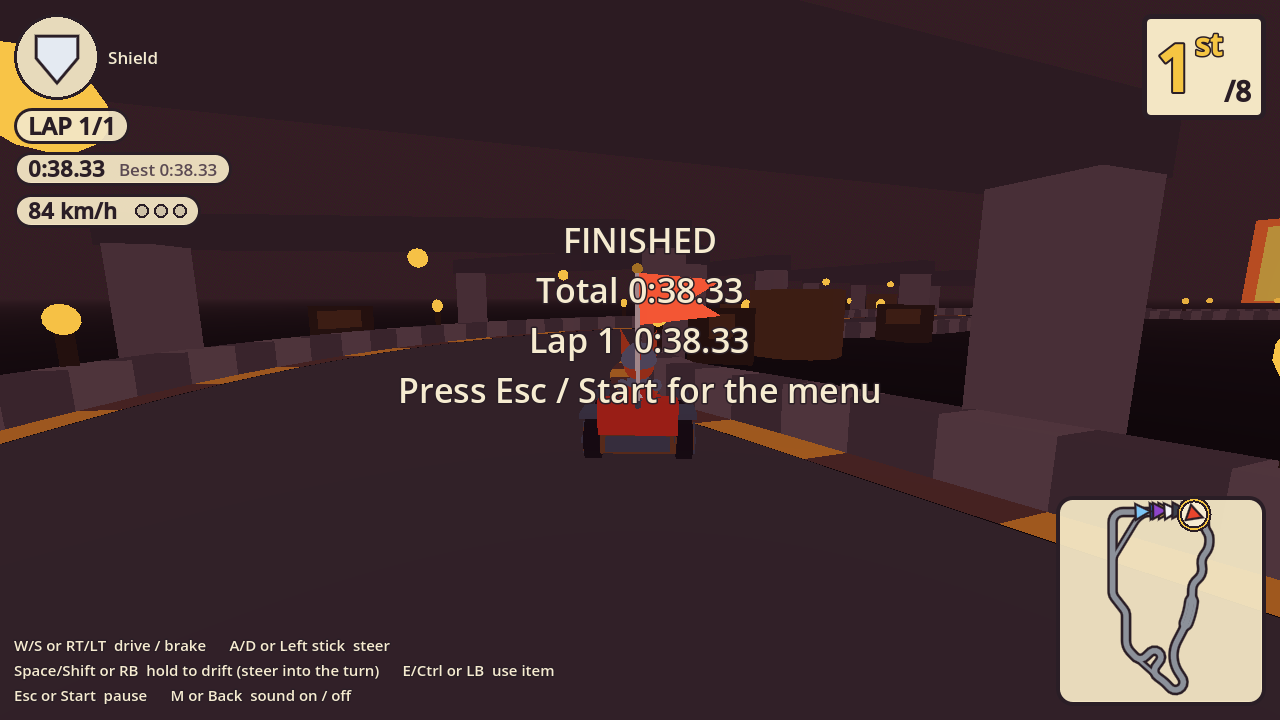 Shield
LAP 1/1
0:38.33 Best 0:38.33
84 km/h
1st
/8
FINISHED
Total 0:38.33
Lap 1 0:38.33
Press Esc / Start for the menu
W/S or RT/LT drive / brake A/D or Left stick steer
Space/Shift or RB hold to drift (steer into the turn) E/Ctrl or LB use item
Esc or Start pause M or Back sound on / off